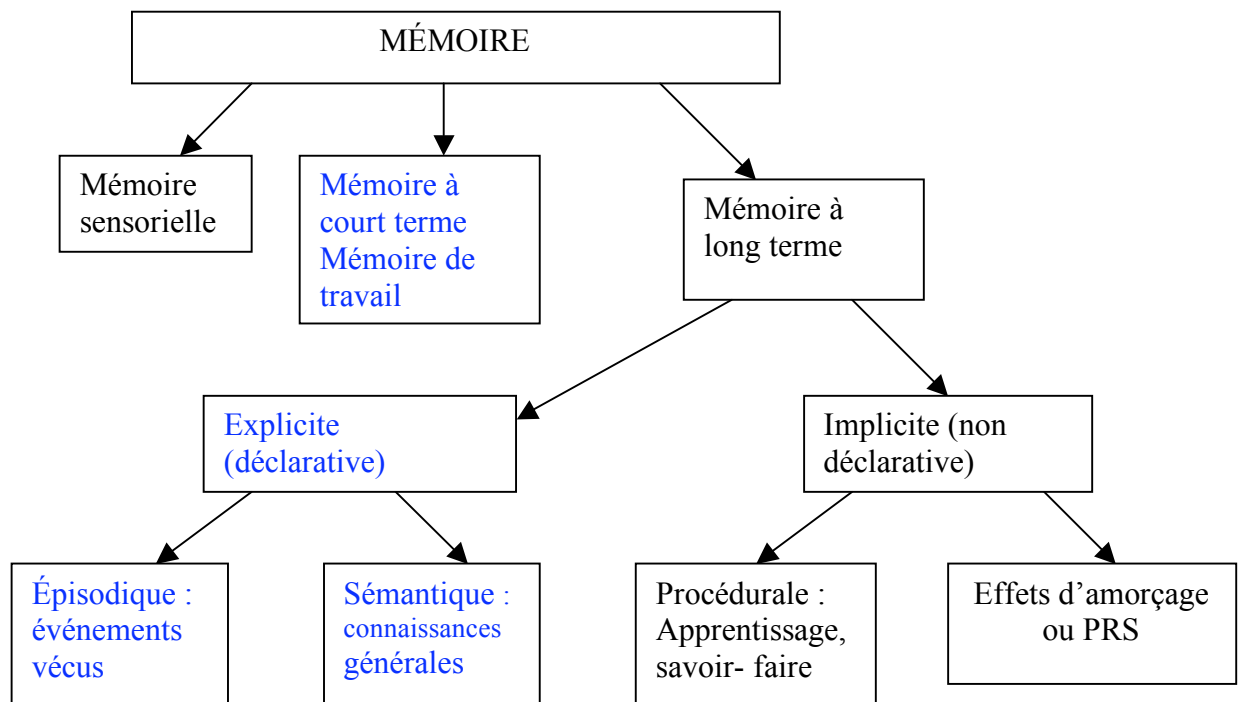 MÉMOIRE
Mémoire
sensorielle
Mémoire à
court terme
Mémoire de
travail
Mémoire à
long terme
Explicite
(déclarative)
Implicite (non
déclarative)
Épisodique :
événements
vécus
Sémantique :
connaissances
générales
Procédurale :
Apprentissage,
savoir- faire
Effets d’amorçage
ou PRS